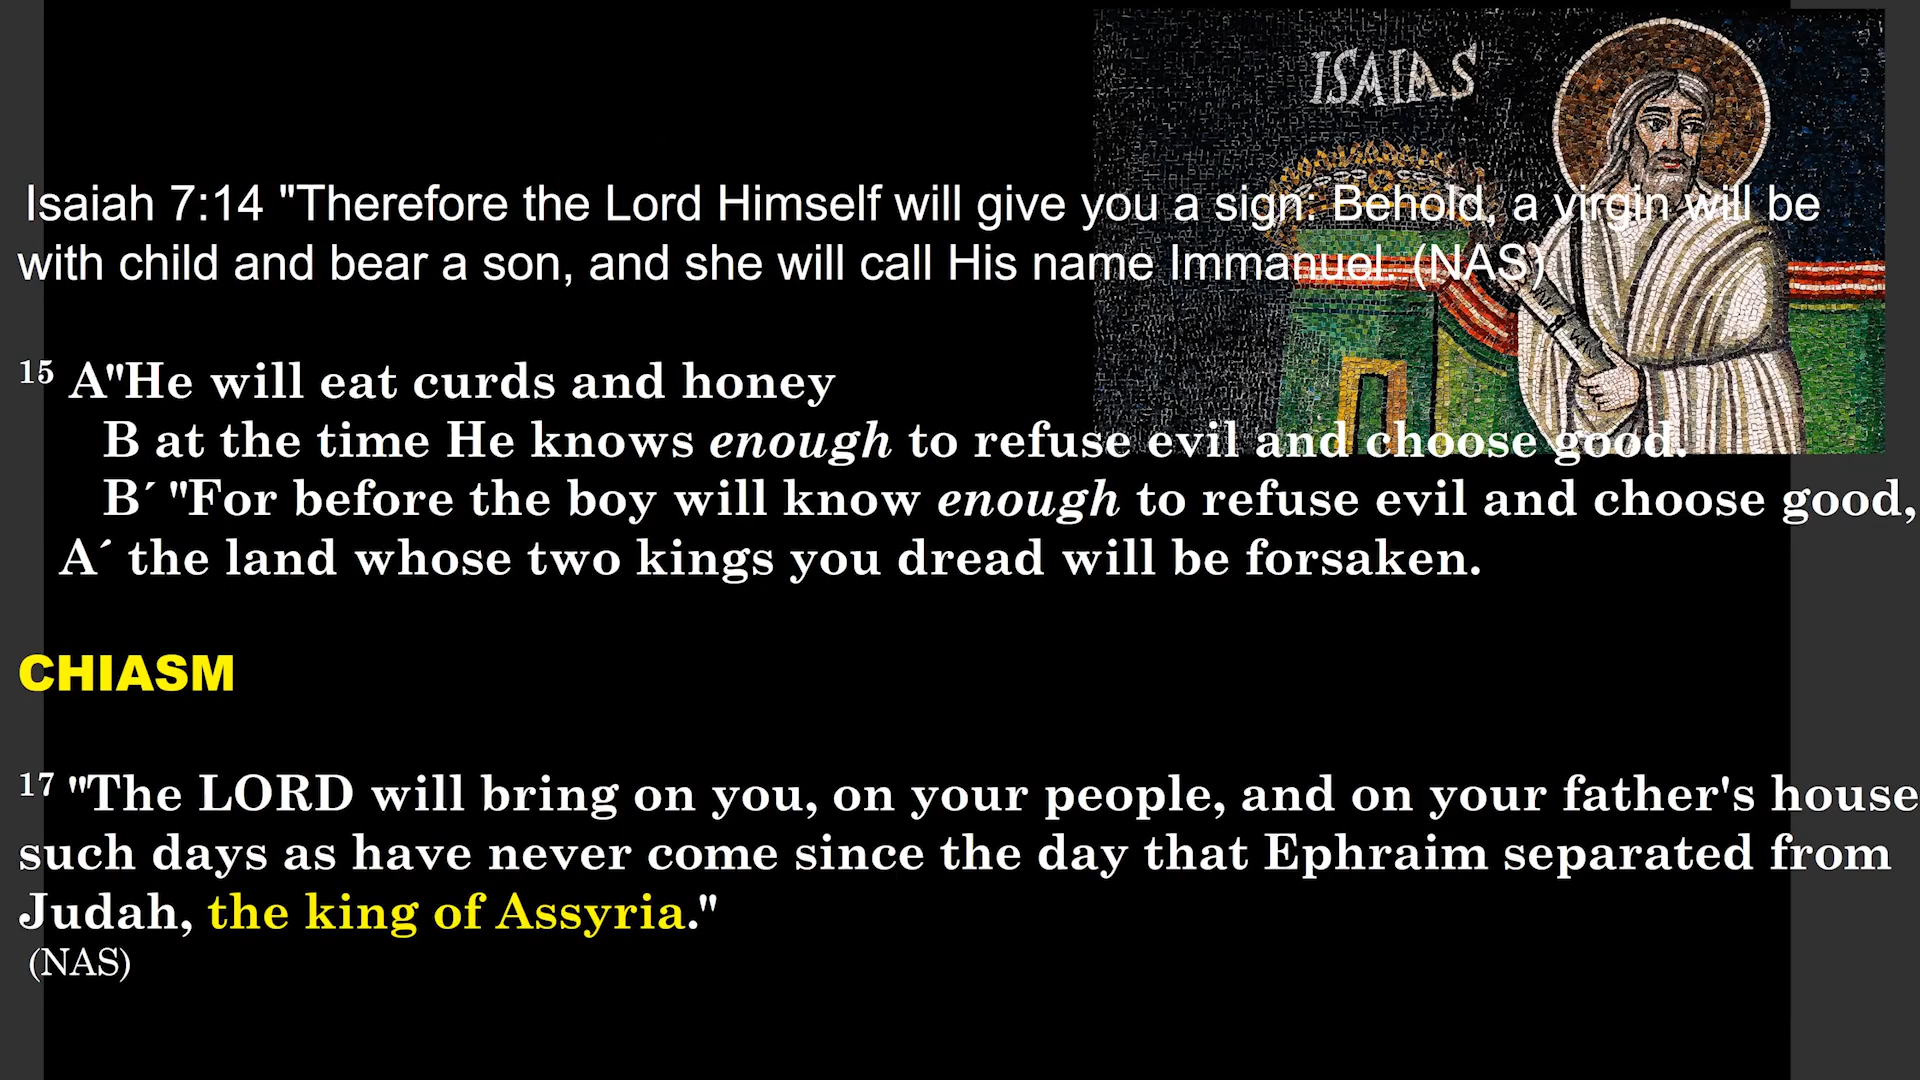 ISAIAS
Isaiah 7:14 "Therefore the Lord Himself will give you a sign: Behold, a virgin will be
with child and bear a son, and she will call His name Immanuel. (NAS)
15 A"He will eat curds and honey
B at the time He knows enough to refuse evil and choose good.
B´ "For before the boy will know enough to refuse evil and choose good,
A´ the land whose two kings you dread will be forsaken.
CHIASM
17 "The LORD will bring on you, on your people, and on your father's house
such days as have never come since the day that Ephraim separated from
Judah, the king of Assyria."
(NAS)